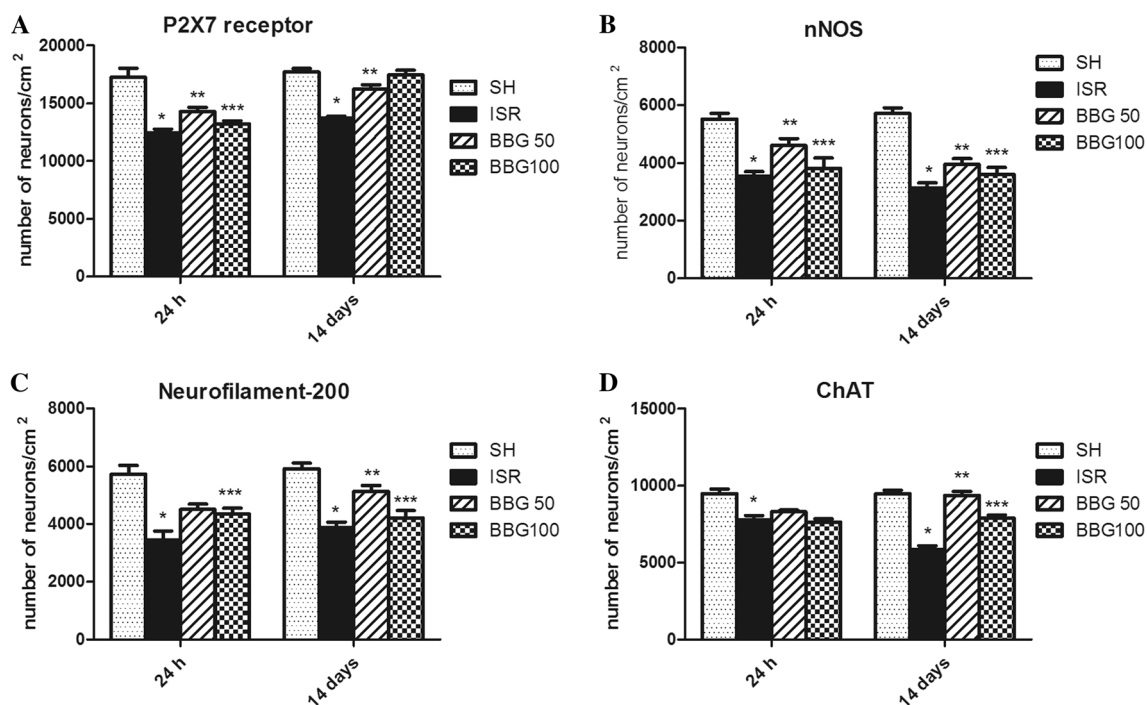 A
P2X7 receptor
number of neurons/cm 2
20000
15000
10000
5000
0
*
**
***
*
**
24 h
14 days
SH
ISR
BBG 50
BBG100
B
nNOS
number of neurons/cm 2
8000
6000
4000
2000
0
*
**
***
*
**
***
24 h
14 days
SH
ISR
BBG 50
BBG100
C
Neurofilament-200
number of neurons/cm 2
8000
6000
4000
2000
0
*
***
*
**
***
24 h
14 days
SH
ISR
BBG 50
BBG100
D
ChAT
number of neurons/cm 2
15000
10000
5000
0
*
*
**
***
24 h
14 days
SH
ISR
BBG 50
BBG100